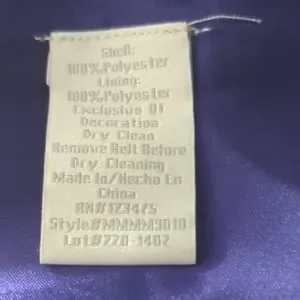 Shell:
100%Polyester
Lining:
100%Polyester
Exclusive Of
Decoration
Dry Clean
Remove Belt Before
Dry Cleaning
Made In/Hecho En
China
RN#123475
Style#MMMM3010
Lot#220-1402